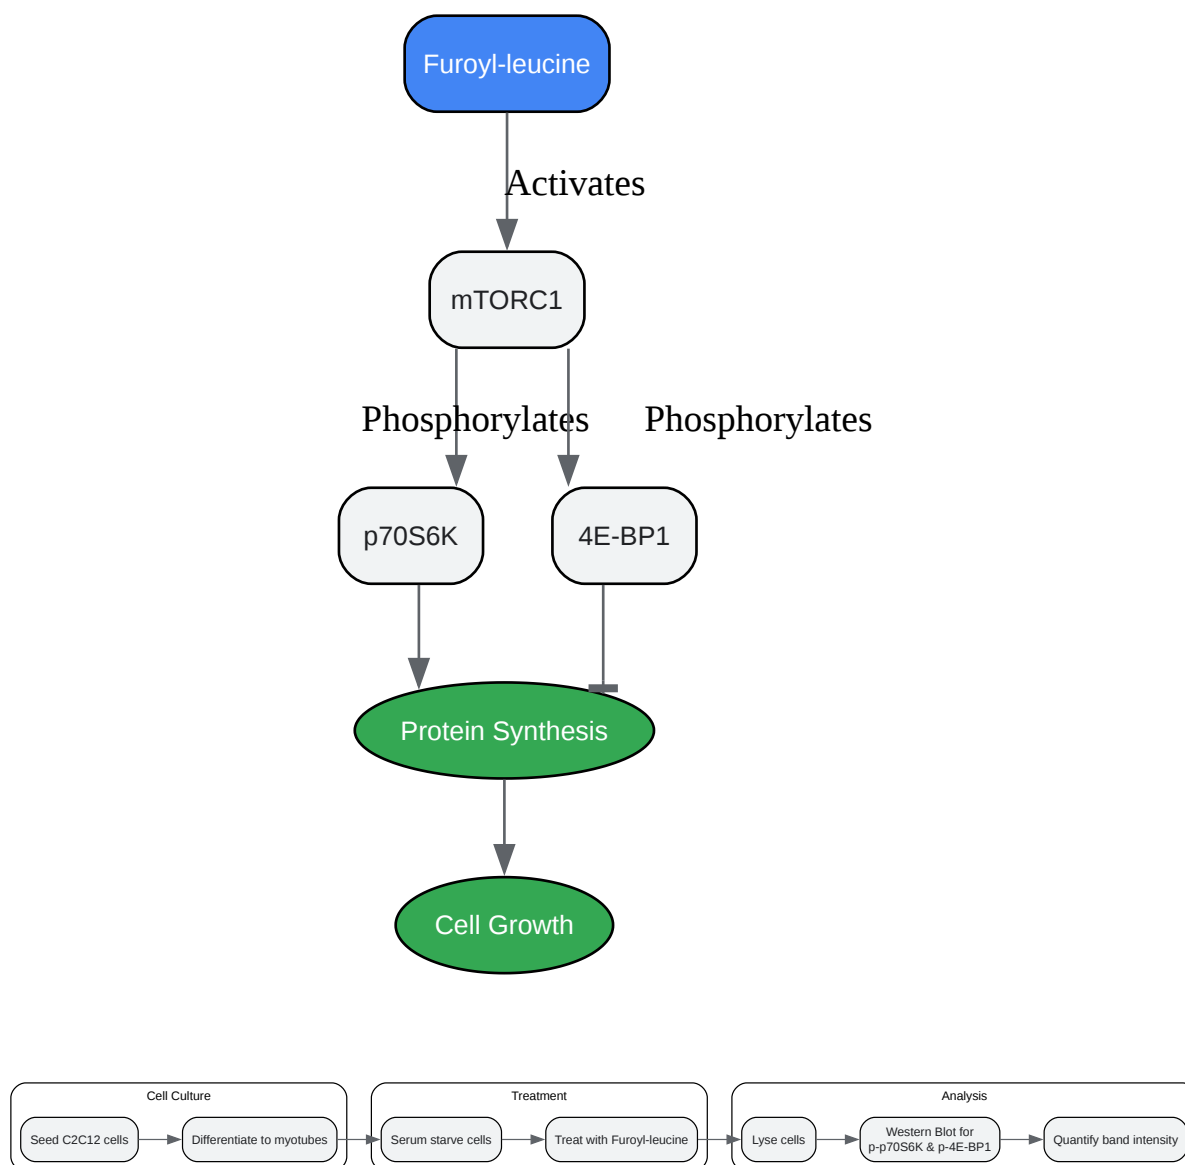 Furoyl-leucine
Activates
mTORC1
Phosphorylates
Phosphorylates
p70S6K
4E-BP1
Protein Synthesis
Cell Growth
Cell Culture
Seed C2C12 cells
Differentiate to myotubes
Treatment
Serum starve cells
Treat with Furoyl-leucine
Analysis
Lyse cells
Western Blot for
p-p70S6K & p-4E-BP1
Quantify band intensity